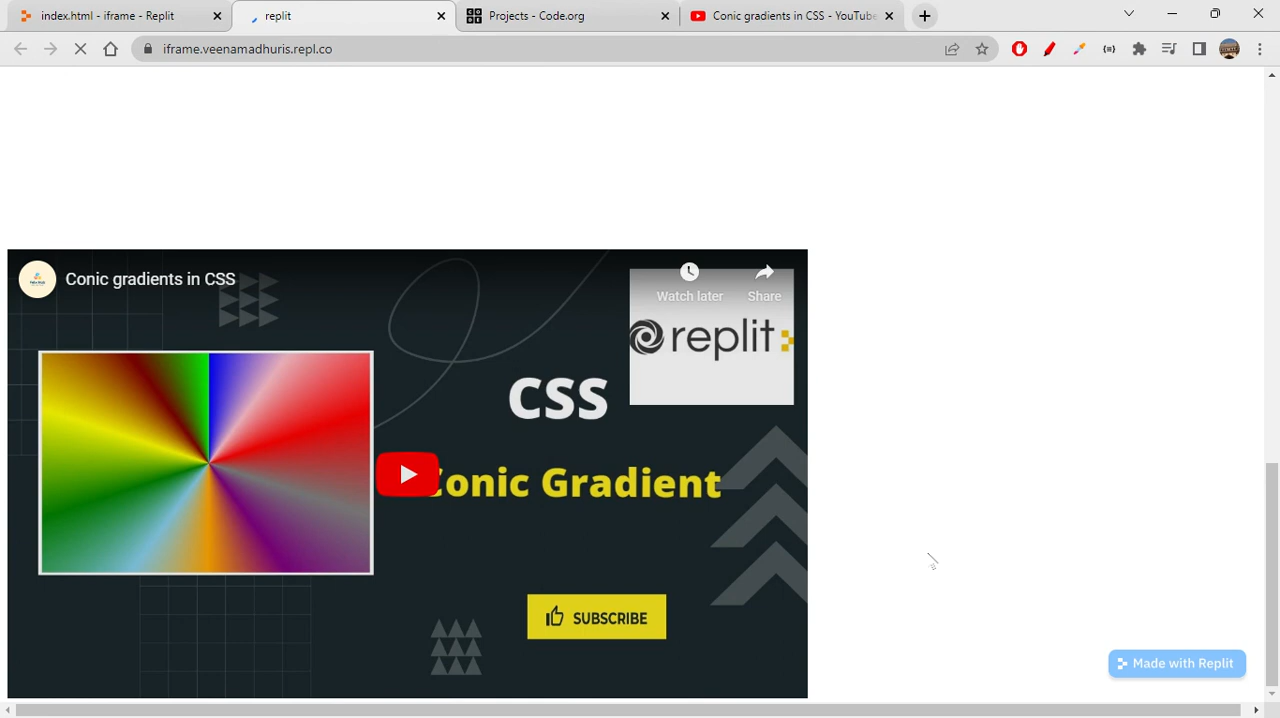 index.html - iframe - Replit
replit
Projects - Code.org
Conic gradients in CSS - YouTube
iframe.veenamadhuris.repl.co
Conic gradients in CSS
Watch later
Share
replit
CSS
Conic Gradient
SUBSCRIBE
Made with Replit